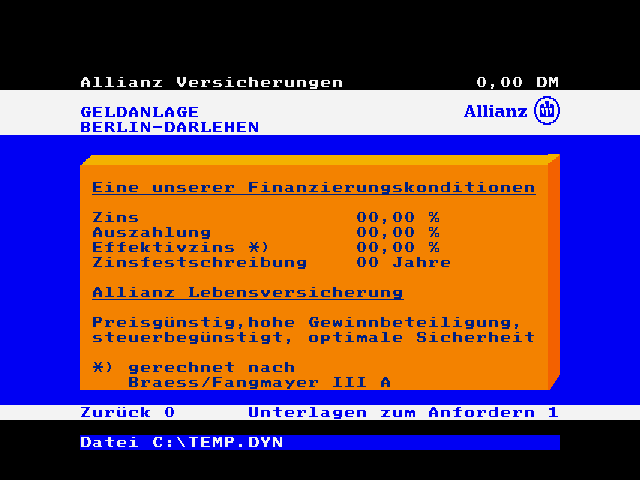 Allianz Versicherungen 0,00 DM
GELDANLAGE
BERLIN-DARLEHEN
Allianz
Eine unserer Finanzierungskonditionen
Zins 00,00 %
Auszahlung 00,00 %
Effektivzins *) 00,00 %
Zinsfestschreibung 00 Jahre
Allianz Lebensversicherung
Preisgünstig,hohe Gewinnbeteiligung,
steuerbegünstigt, optimale Sicherheit
*) gerechnet nach
Braess/Fangmayer III A
Zurück 0 Unterlagen zum Anfordern 1
Datei C:\TEMP.DYN